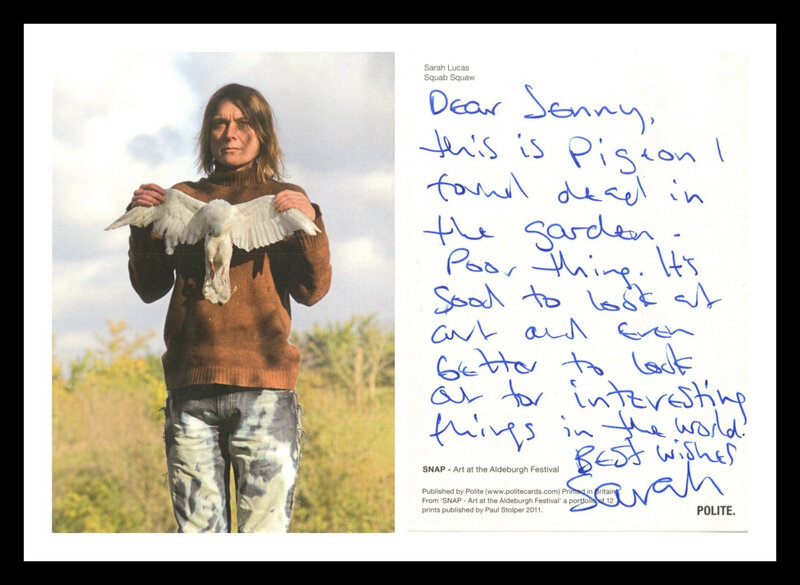 Sarah Lucas
Squab Squaw
Dear Jenny,
this is Pigeon I
found dead in
the garden -
Poor thing. It's
Good to look at
art and even
better to look
out for interesting
things in the world.
Best wishes
Sarah
SNAP - Art at the Aldeburgh Festival
Published by Polite (www.politecards.com) Printed in Britain
From 'SNAP - Art at the Aldeburgh Festival' a portfolio of 12
prints published by Paul Stolper 2011.
POLITE.